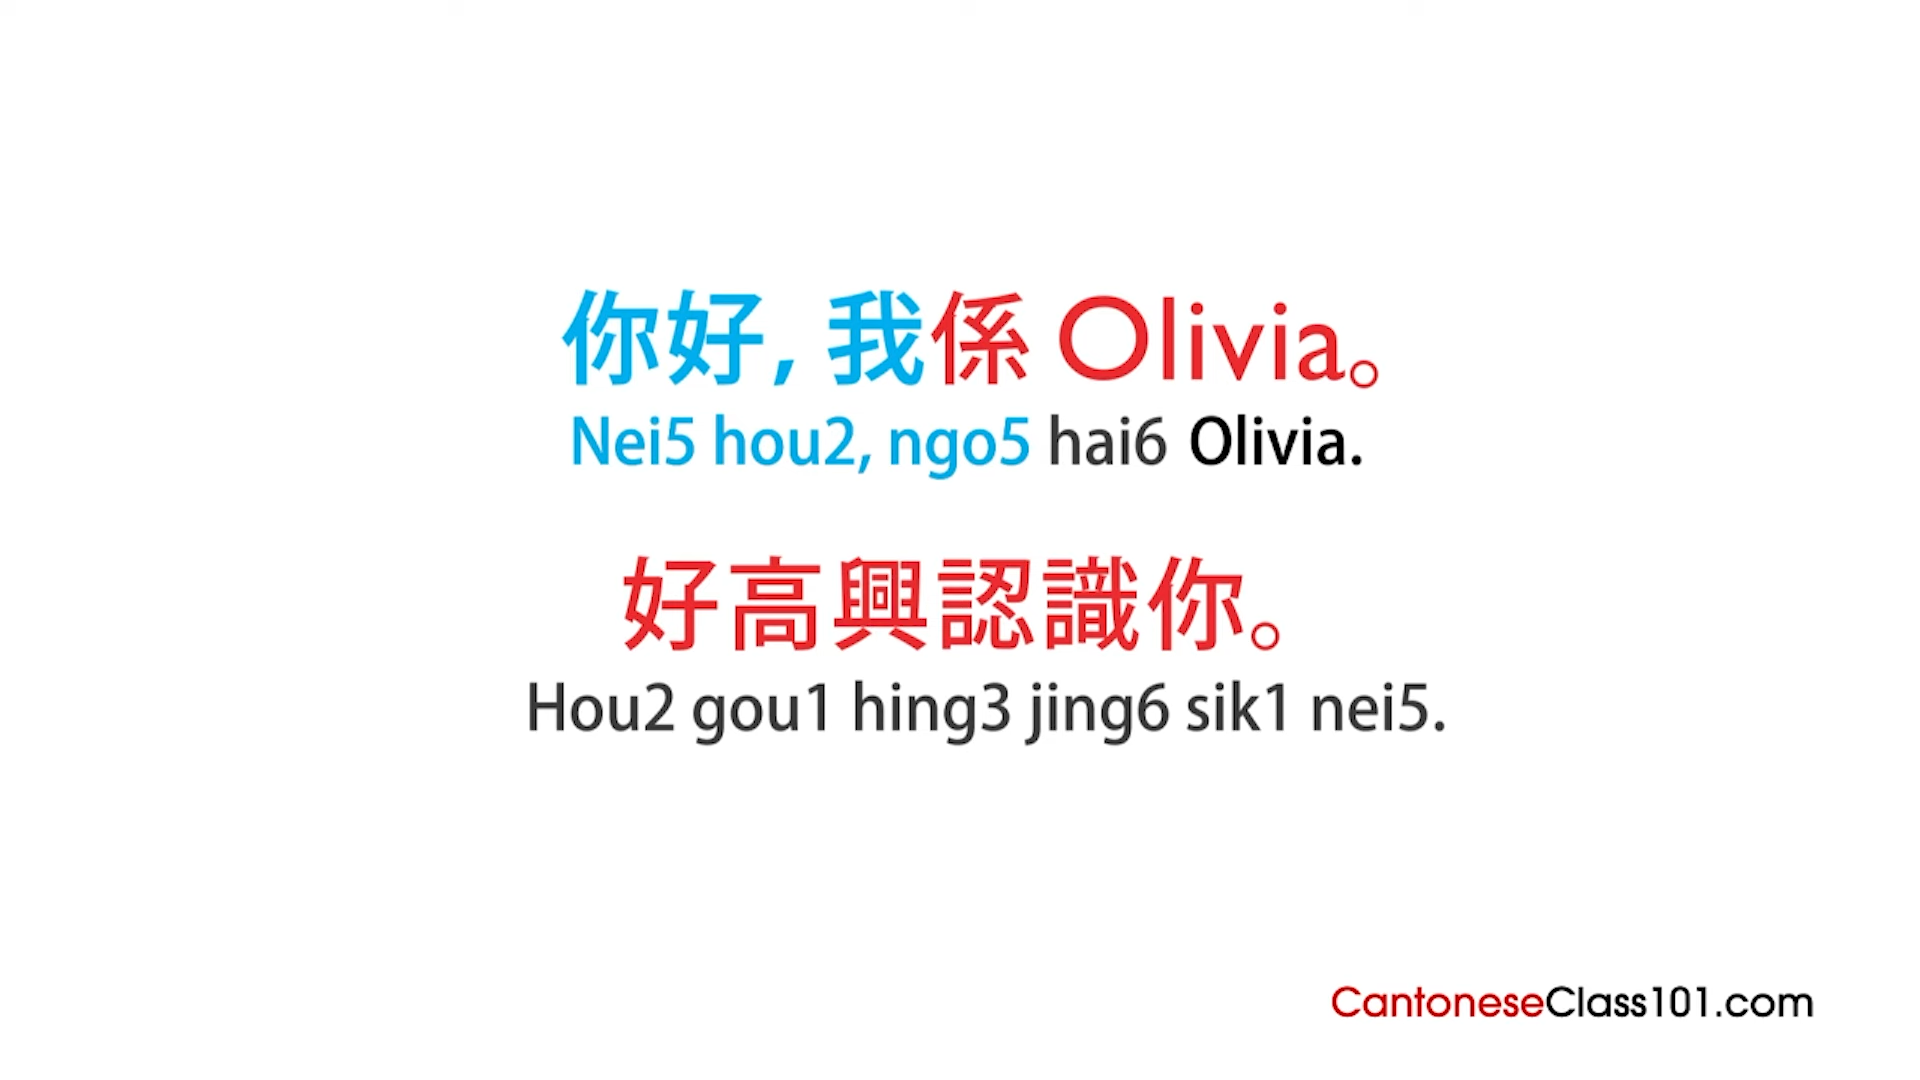 你好, 我係 Olivia。
Nei5 hou2, ngo5 hai6 Olivia.
好高興認識你。
Hou2 gou1 hing3 jing6 sik1 nei5.
CantoneseClass101.com